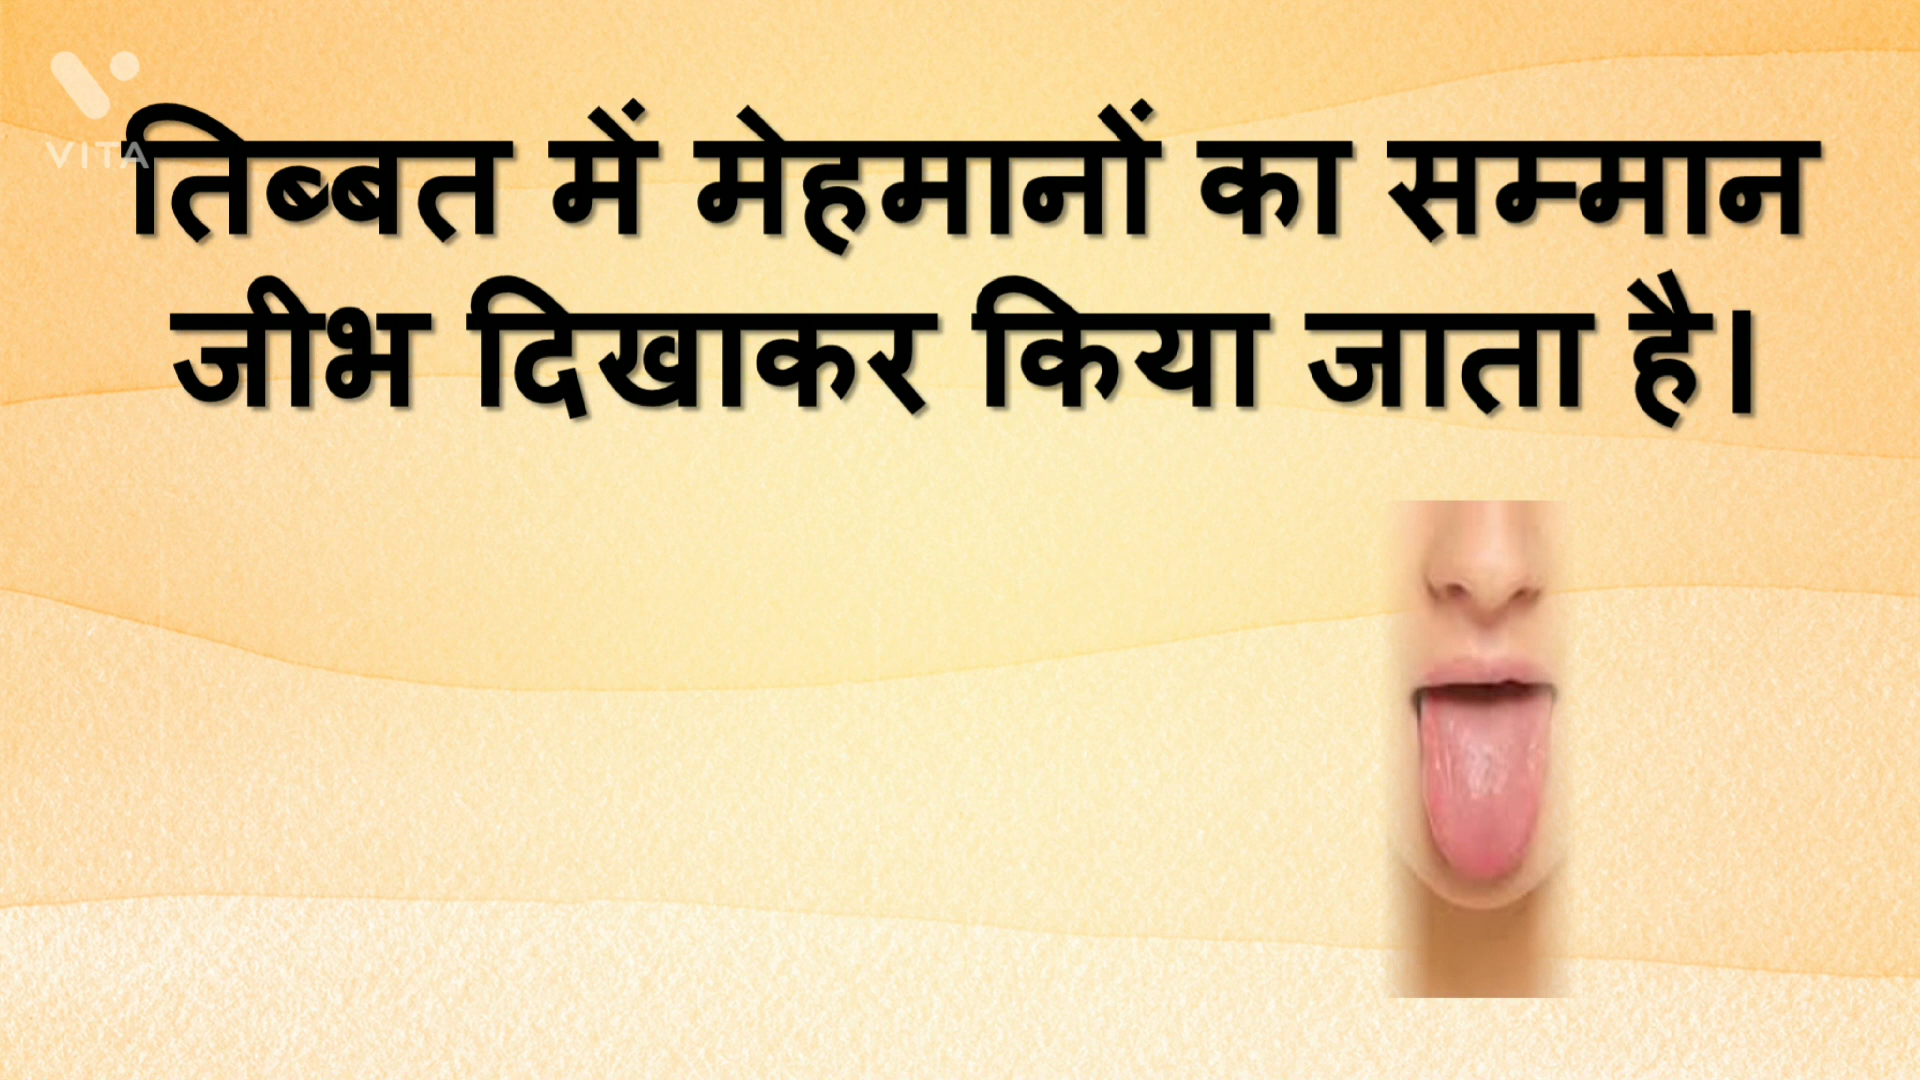 VITA
तिब्बत में मेहमानों का सम्मान
जीभ दिखाकर किया जाता है।